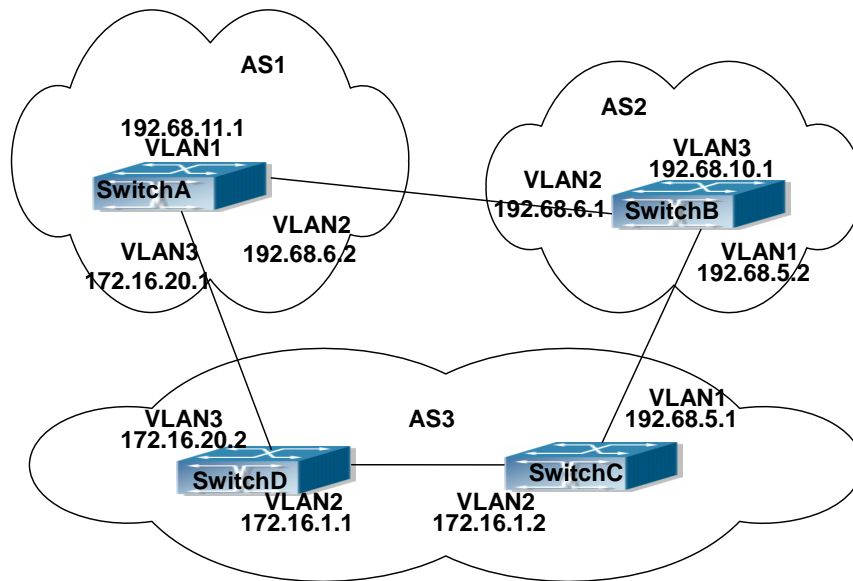 AS1
192.68.11.1
VLAN1
SwitchA
VLAN2
192.68.6.2
VLAN3
172.16.20.1
AS2
VLAN3
192.68.10.1
VLAN2
192.68.6.1
SwitchB
VLAN1
192.68.5.2
AS3
VLAN3
172.16.20.2
SwitchD
VLAN2
172.16.1.1
VLAN1
192.68.5.1
SwitchC
VLAN2
172.16.1.2